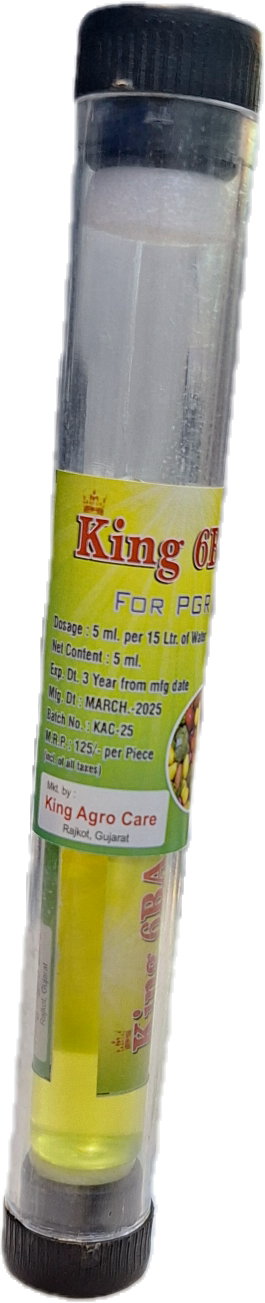 King 6B
FOR PGR
Dosage : 5 ml. per 15 Ltr. of Water
Net Content : 5 ml.
Exp. Dt. 3 Year from mfg date
Mfg. Dt : MARCH.-2025
Batch No. : KAC-25
M.R.P. : 125/- per Piece
(incl. of all taxes)
Mkt. by :
King Agro Care
Rajkot, Gujarat
Rajkot, Gujarat
King 6BA